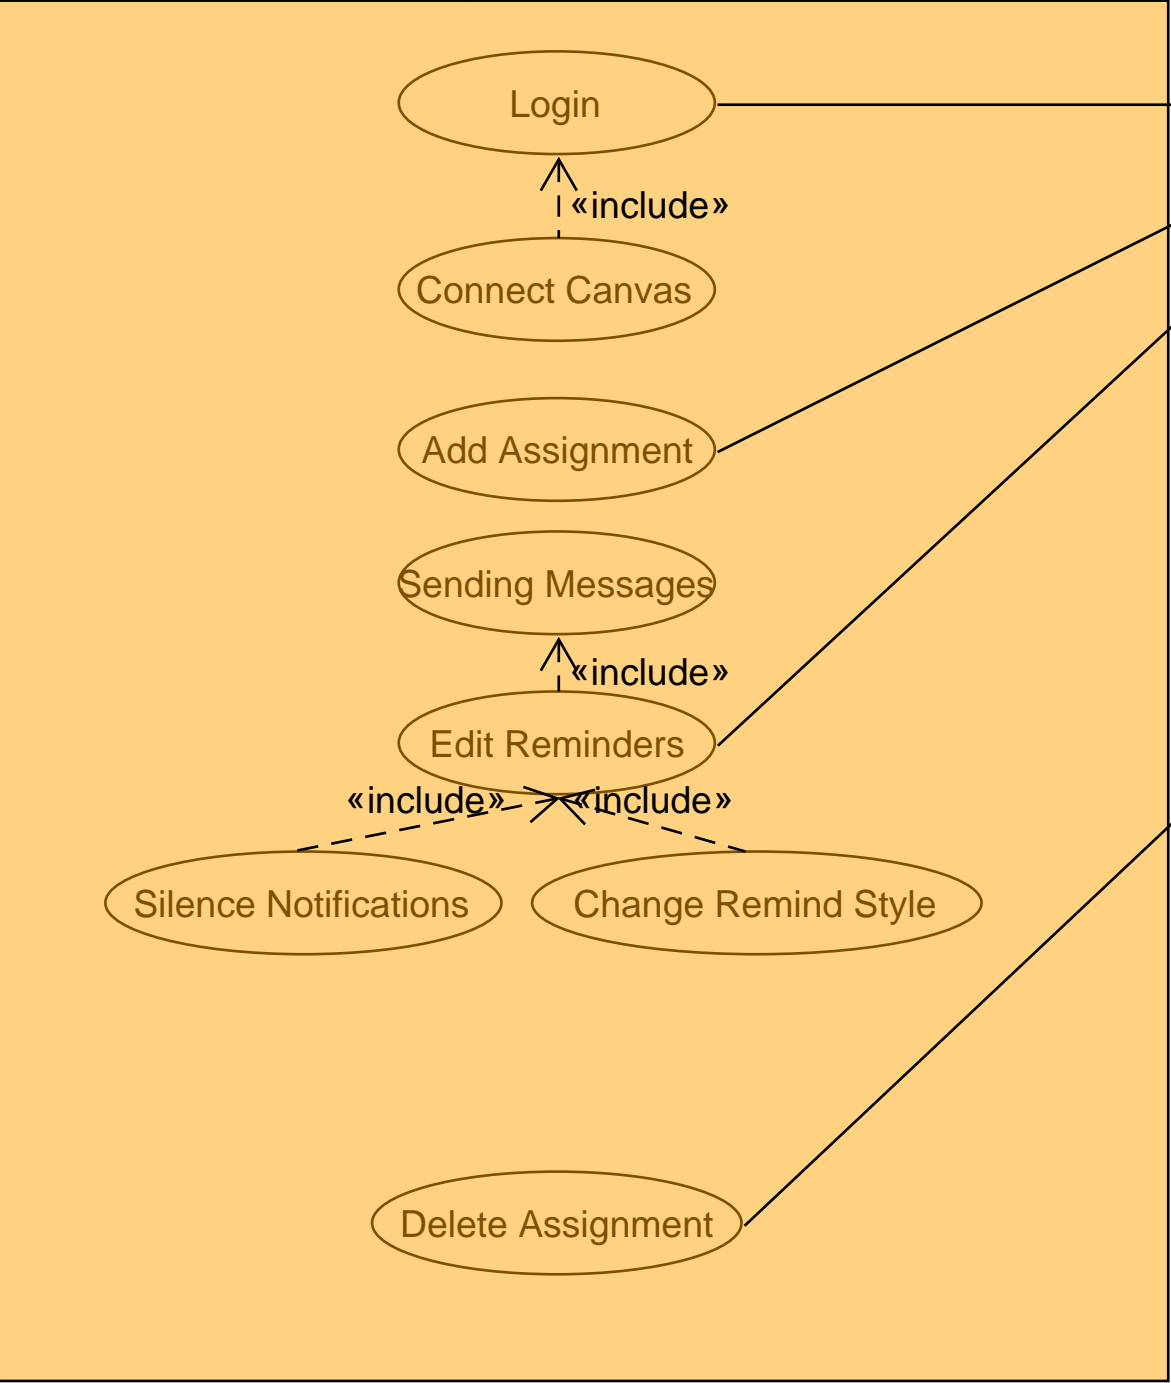 Login
«include»
Connect Canvas
Add Assignment
Sending Messages
«include»
Edit Reminders
«include» «include»
Silence Notifications Change Remind Style
Delete Assignment